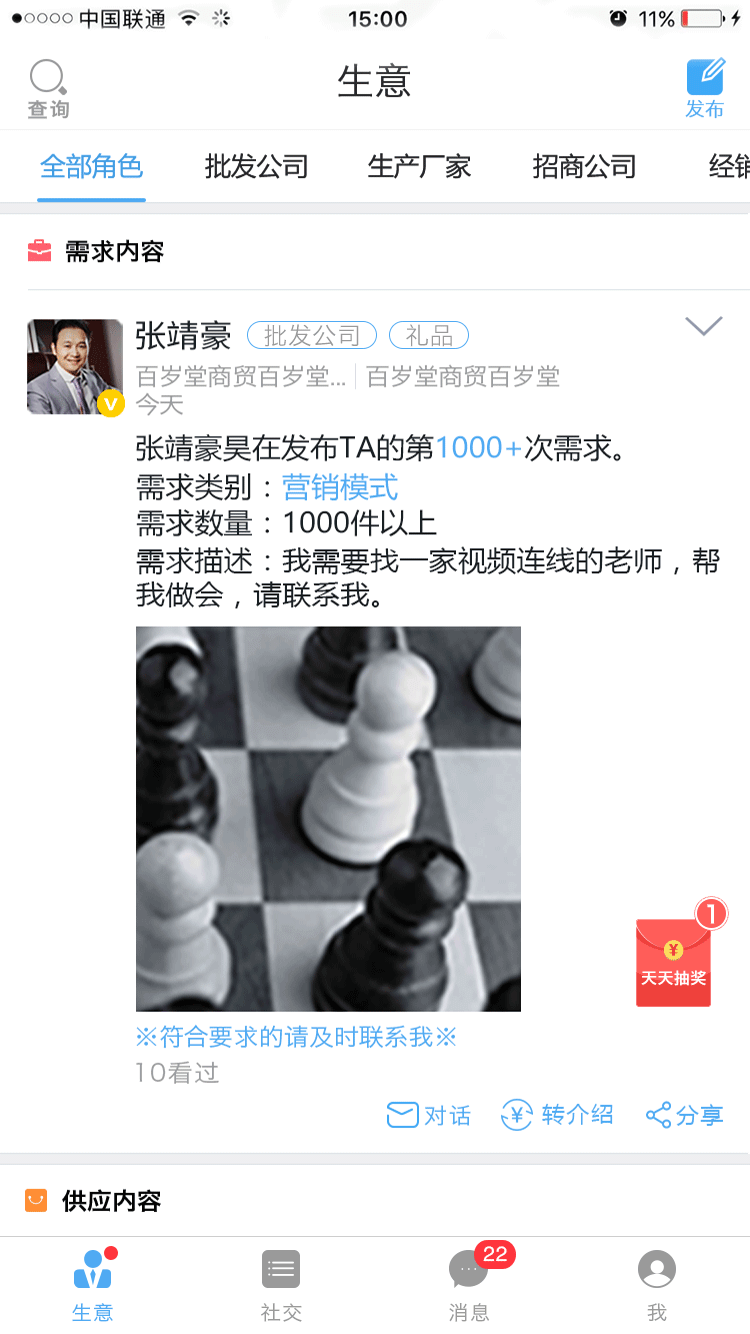 中国联通 15:00 11%
查询 生意 发布
全部角色 批发公司 生产厂家 招商公司 经销
需求内容
张靖豪 批发公司 礼品
百岁堂商贸百岁堂... 百岁堂商贸百岁堂
V 今天
张靖豪昊在发布TA的第1000+次需求。
需求类别：营销模式
需求数量：1000件以上
需求描述：我需要找一家视频连线的老师，帮
我做会，请联系我。
1
¥
天天抽奖
※符合要求的请及时联系我※
10看过
对话 ¥ 转介绍 分享
供应内容
22
生意 社交 消息 我